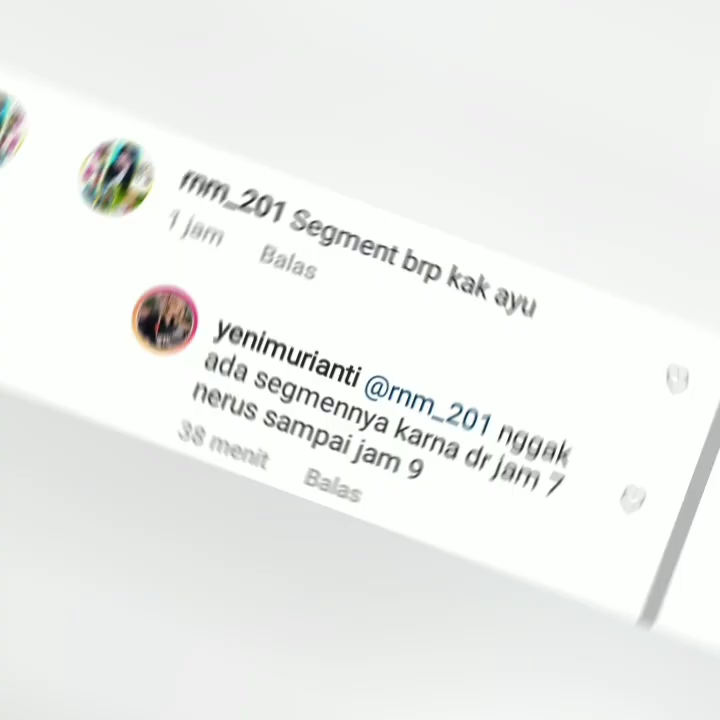 rnm_201 Segment brp kak ayu
1 jam Balas
yenimurianti @rnm_201 nggak
ada segmennya karna dr jam 7
nerus sampai jam 9
38 menit Balas